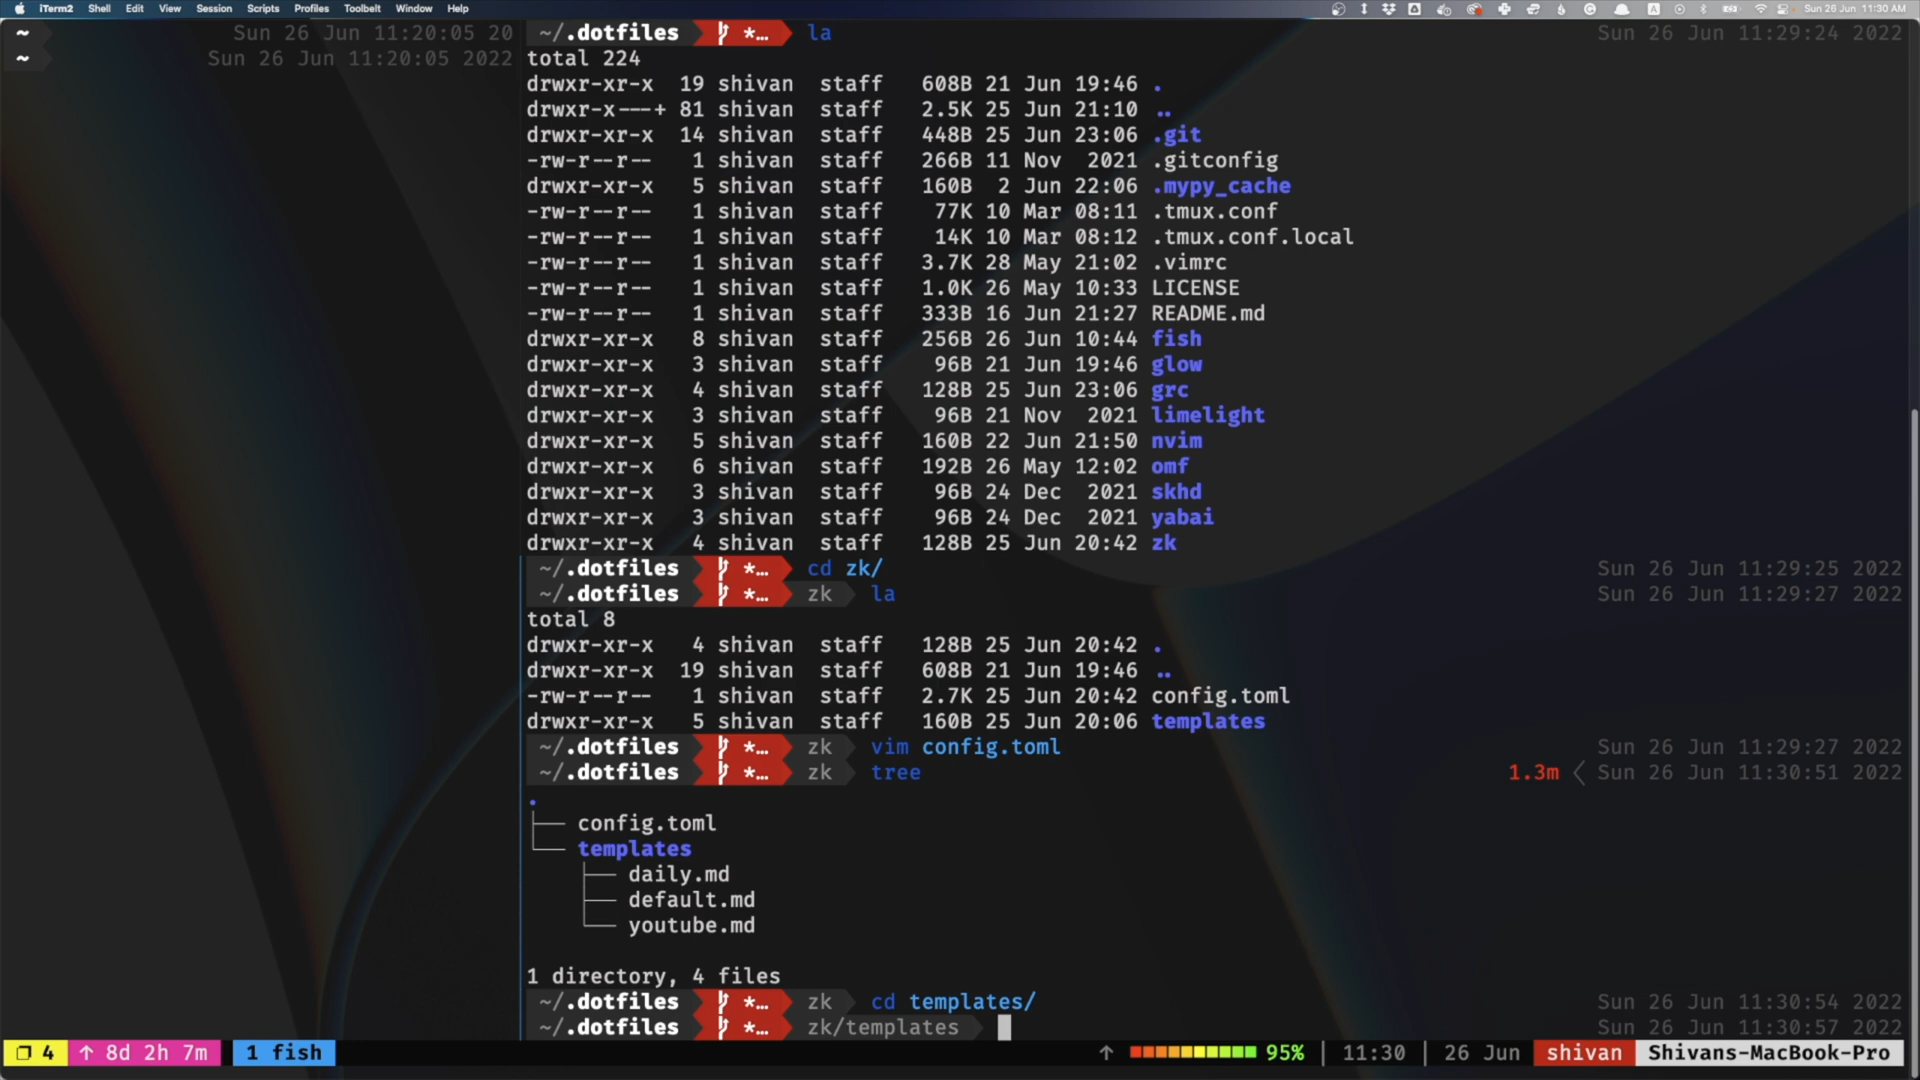 iTerm2 Shell Edit View Session Scripts Profiles Toolbelt Window Help
Sun 26 Jun 11:30 AM
~ Sun 26 Jun 11:20:05 20
~ Sun 26 Jun 11:20:05 2022
~/.dotfiles *… la Sun 26 Jun 11:29:24 2022
total 224
drwxr-xr-x 19 shivan staff 608B 21 Jun 19:46 .
drwxr-x---+ 81 shivan staff 2.5K 25 Jun 21:10 ..
drwxr-xr-x 14 shivan staff 448B 25 Jun 23:06 .git
-rw-r--r-- 1 shivan staff 266B 11 Nov 2021 .gitconfig
drwxr-xr-x 5 shivan staff 160B 2 Jun 22:06 .mypy_cache
-rw-r--r-- 1 shivan staff 77K 10 Mar 08:11 .tmux.conf
-rw-r--r-- 1 shivan staff 14K 10 Mar 08:12 .tmux.conf.local
-rw-r--r-- 1 shivan staff 3.7K 28 May 21:02 .vimrc
-rw-r--r-- 1 shivan staff 1.0K 26 May 10:33 LICENSE
-rw-r--r-- 1 shivan staff 333B 16 Jun 21:27 README.md
drwxr-xr-x 8 shivan staff 256B 26 Jun 10:44 fish
drwxr-xr-x 3 shivan staff 96B 21 Jun 19:46 glow
drwxr-xr-x 4 shivan staff 128B 25 Jun 23:06 grc
drwxr-xr-x 3 shivan staff 96B 21 Nov 2021 limelight
drwxr-xr-x 5 shivan staff 160B 22 Jun 21:50 nvim
drwxr-xr-x 6 shivan staff 192B 26 May 12:02 omf
drwxr-xr-x 3 shivan staff 96B 24 Dec 2021 skhd
drwxr-xr-x 3 shivan staff 96B 24 Dec 2021 yabai
drwxr-xr-x 4 shivan staff 128B 25 Jun 20:42 zk
~/.dotfiles *… cd zk/ Sun 26 Jun 11:29:25 2022
~/.dotfiles *… zk la Sun 26 Jun 11:29:27 2022
total 8
drwxr-xr-x 4 shivan staff 128B 25 Jun 20:42 .
drwxr-xr-x 19 shivan staff 608B 21 Jun 19:46 ..
-rw-r--r-- 1 shivan staff 2.7K 25 Jun 20:42 config.toml
drwxr-xr-x 5 shivan staff 160B 25 Jun 20:06 templates
~/.dotfiles *… zk vim config.toml Sun 26 Jun 11:29:27 2022
~/.dotfiles *… zk tree 1.3m Sun 26 Jun 11:30:51 2022
.
├── config.toml
└── templates
├── daily.md
├── default.md
└── youtube.md
1 directory, 4 files
~/.dotfiles *… zk cd templates/ Sun 26 Jun 11:30:54 2022
~/.dotfiles *… zk/templates Sun 26 Jun 11:30:57 2022
4 ↑ 8d 2h 7m 1 fish ↑ 95% | 11:30 | 26 Jun shivan Shivans-MacBook-Pro